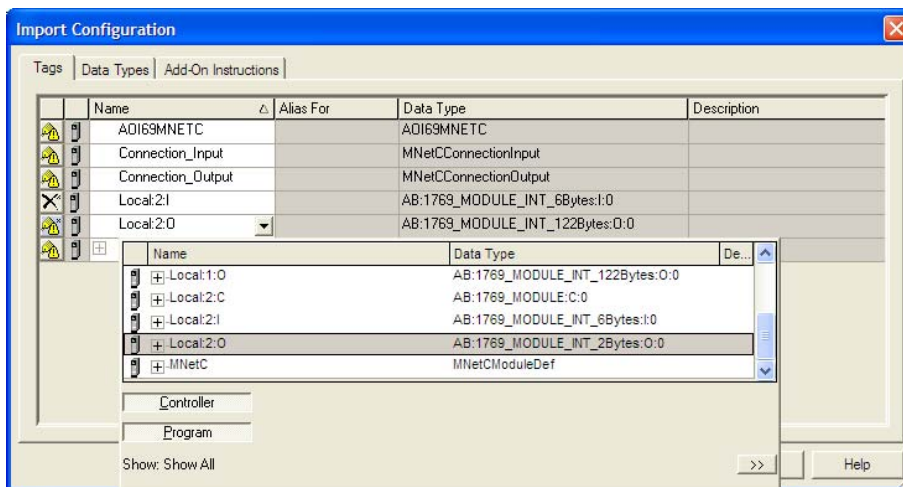 Import Configuration
Tags Data Types Add-On Instructions
Name Alias For Data Type Description
AOI69MNETC AOI69MNETC
Connection_Input MNetCConnectionInput
Connection_Output MNetCConnectionOutput
Local:2:I AB:1769_MODULE_INT_6Bytes:I:0
Local:2:O AB:1769_MODULE_INT_122Bytes:O:0
Name Data Type De...
Local:1:O AB:1769_MODULE_INT_122Bytes:O:0
Local:2:C AB:1769_MODULE:C:0
Local:2:I AB:1769_MODULE_INT_6Bytes:I:0
Local:2:O AB:1769_MODULE_INT_2Bytes:O:0
MNetC MNetCModuleDef
Controller
Program
Show: Show All >> Help